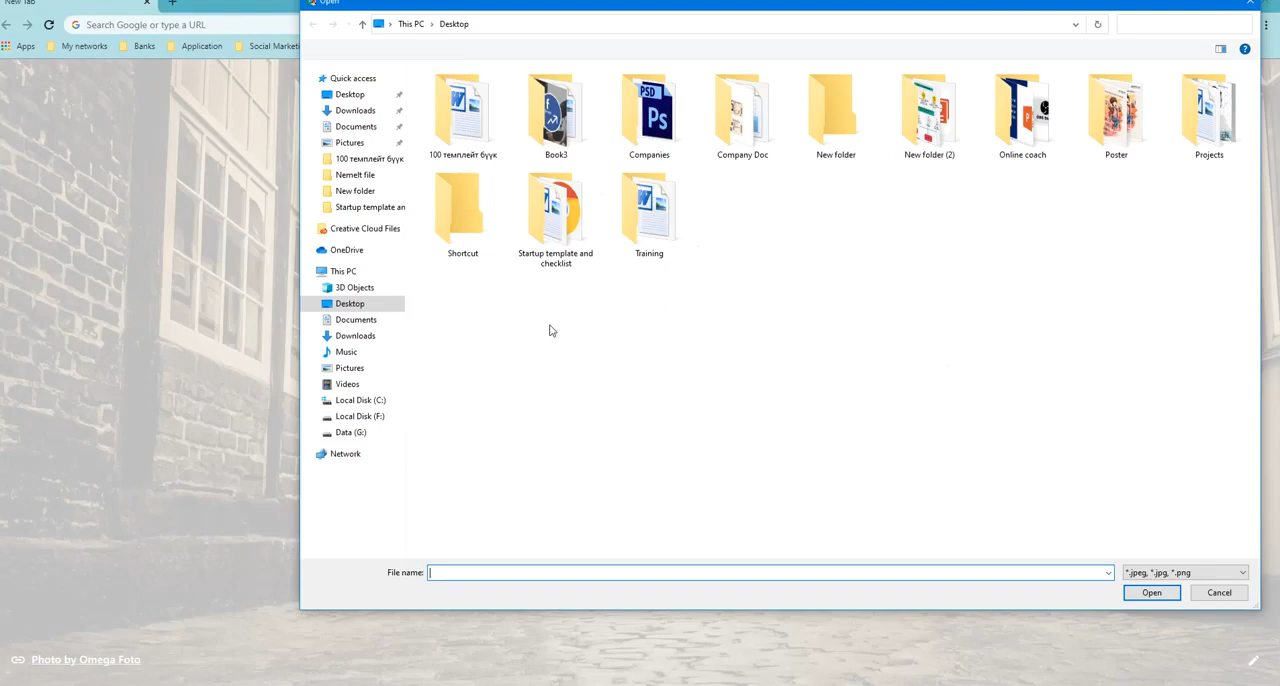 New Tab
Open
Search Google or type a URL
This PC
Desktop
Apps
My networks
Banks
Application
Social Marketi
Quick access
Desktop
Downloads
Documents
Pictures
100 темплейт бүүк
Nemelt file
New folder
Startup template an
Creative Cloud Files
OneDrive
This PC
3D Objects
Desktop
Documents
Downloads
Music
Pictures
Videos
Local Disk (C:)
Local Disk (F:)
Data (G:)
Network
100 темплейт бүүк
Book3
PSD
Ps
Companies
Company Doc
New folder
New folder (2)
Online coach
Poster
Projects
Shortcut
Startup template and
checklist
Training
File name:
*.jpeg, *.jpg, *.png
Open
Cancel
Photo by Omega Foto